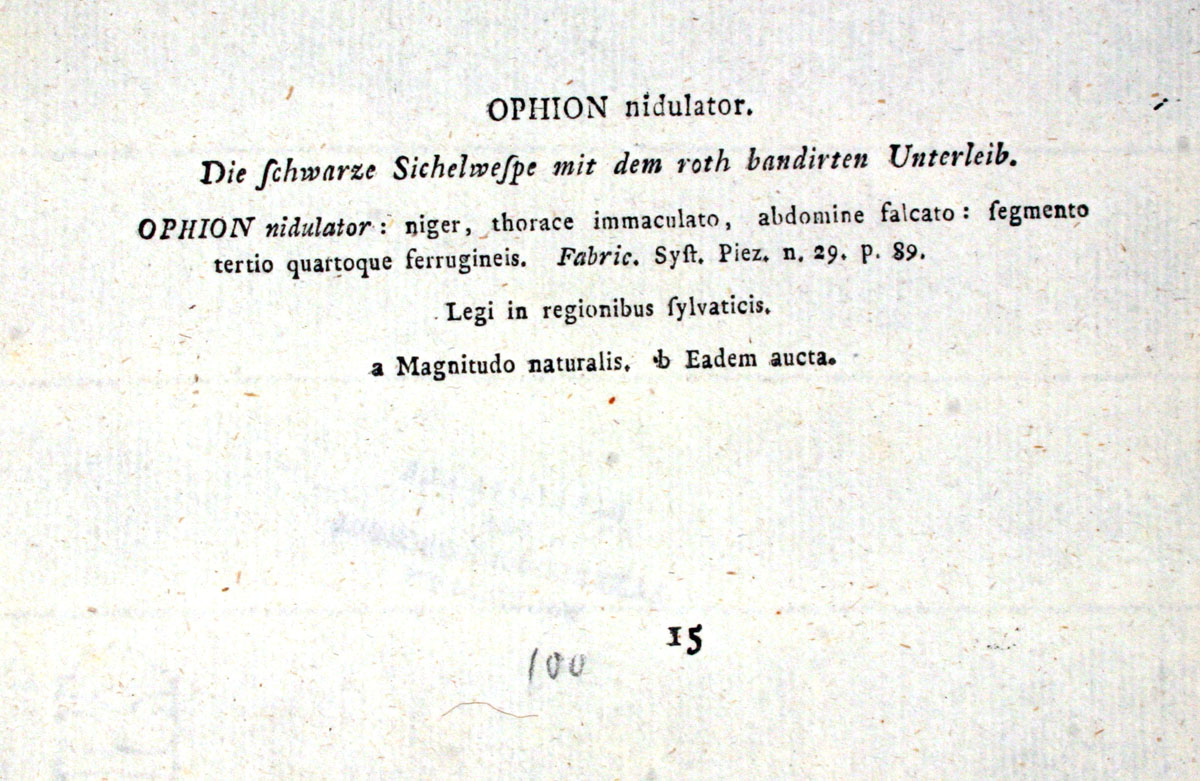 OPHION nidulator.
Die ſchwarze Sichelweſpe mit dem roth bandirten Unterleib.
OPHION nidulator: niger, thorace immaculato, abdomine falcato: ſegmento
tertio quartoque ferrugineis. Fabric. Syſt. Piez. n. 29. p. 89.
Legi in regionibus ſylvaticis.
a Magnitudo naturalis. b Eadem aucta.
15
100